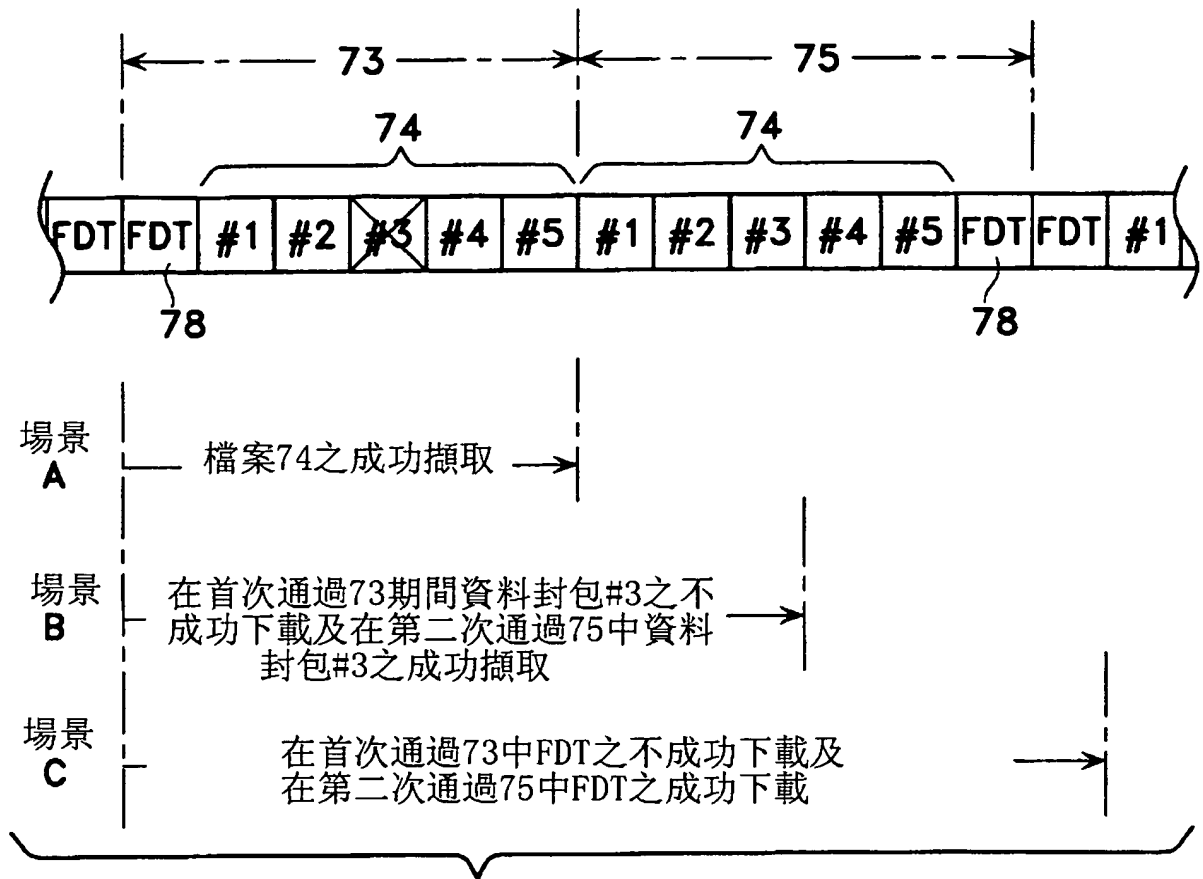 73
75
74
74
FDT FDT #1 #2 #3 #4 #5 #1 #2 #3 #4 #5 FDT FDT #1
78
78
場景
A
檔案74之成功擷取
場景
B
在首次通過73期間資料封包#3之不
成功下載及在第二次通過75中資料
封包#3之成功擷取
場景
C
在首次通過73中FDT之不成功下載及
在第二次通過75中FDT之成功下載